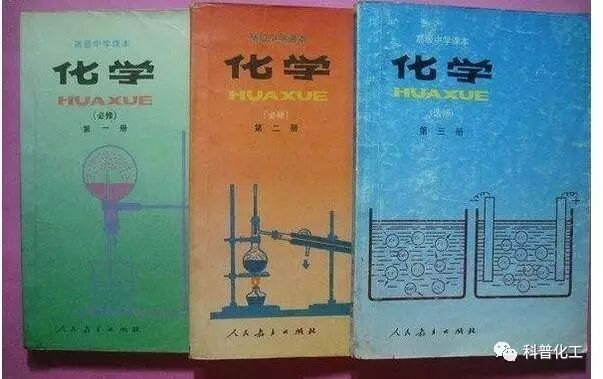 高级中学课本
化学
HUAXUE
(必修)
第一册
人民教育出版社
高级中学课本
化学
HUAXUE
(必修)
第二册
人民教育出版社
高级中学课本
化学
HUAXUE
(选修)
第三册
人民教育出版社
科普化工